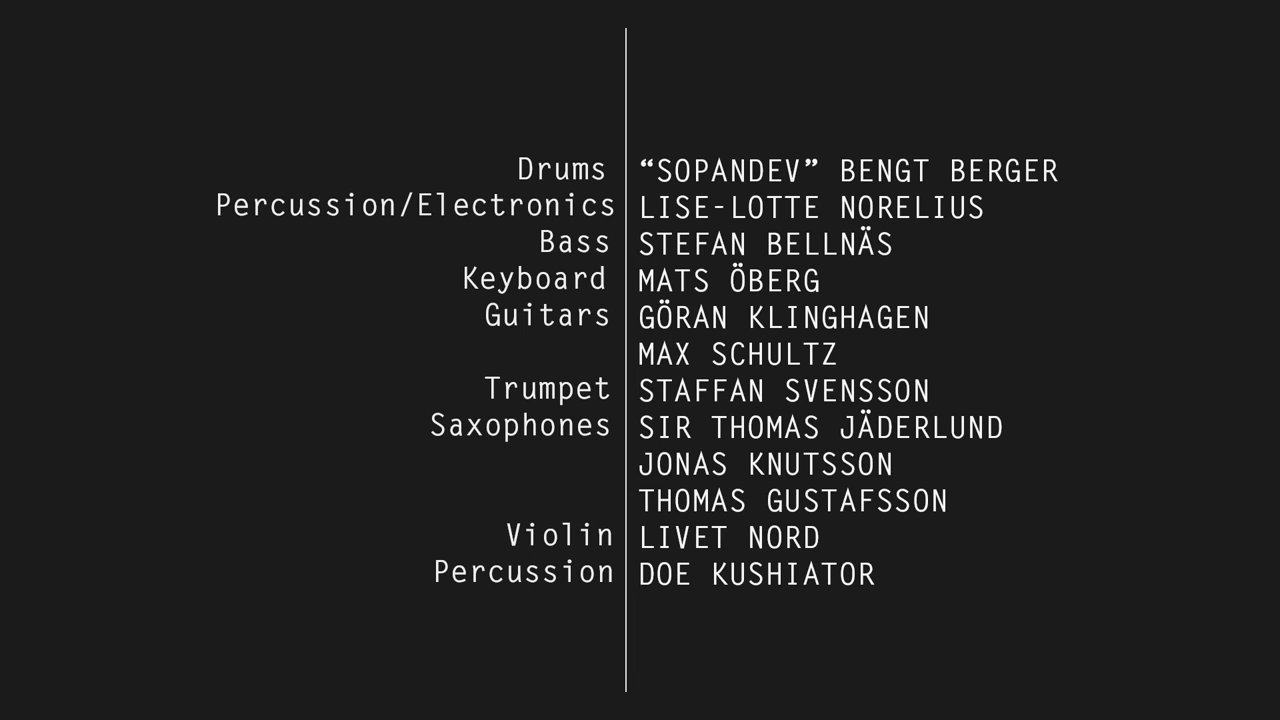 Drums “SOPANDEV” BENGT BERGER
Percussion/Electronics LISE-LOTTE NORELIUS
Bass STEFAN BELLNÄS
Keyboard MATS ÖBERG
Guitars GÖRAN KLINGHAGEN
MAX SCHULTZ
Trumpet STAFFAN SVENSSON
Saxophones SIR THOMAS JÄDERLUND
JONAS KNUTSSON
THOMAS GUSTAFSSON
Violin LIVET NORD
Percussion DOE KUSHIATOR